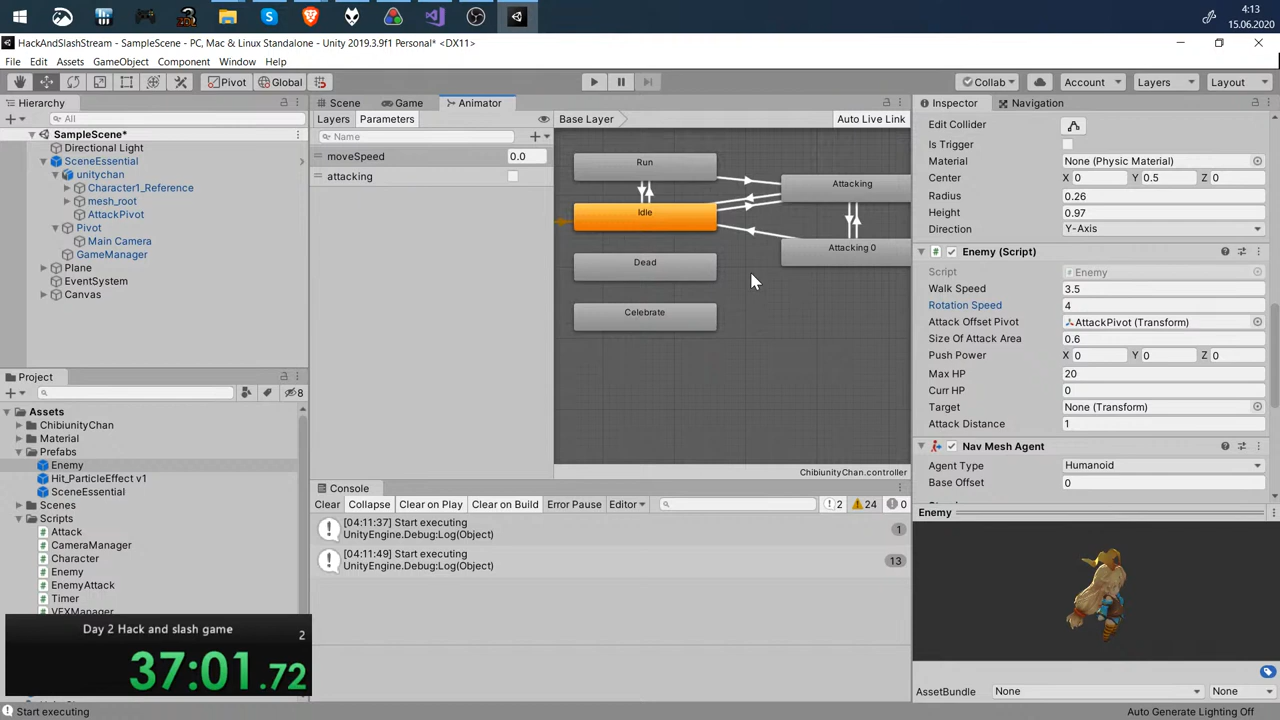 4:13
15.06.2020
HackAndSlashStream - SampleScene - PC, Mac & Linux Standalone - Unity 2019.3.9f1 Personal* <DX11>
File Edit Assets GameObject Component Window Help
Pivot Global Collab Account Layers Layout
Hierarchy
All
SampleScene*
Directional Light
SceneEssential
unitychan
Character1_Reference
mesh_root
AttackPivot
Pivot
Main Camera
GameManager
Plane
EventSystem
Canvas
Project
8
Assets
ChibiunityChan
Material
Prefabs
Enemy
Hit_ParticleEffect v1
SceneEssential
Scenes
Scripts
Attack
CameraManager
Character
Enemy
EnemyAttack
Timer
VFXManager
Day 2 Hack and slash game
2
37:01.72
Scene Game Animator
Layers Parameters
Base Layer
Auto Live Link
Name
moveSpeed 0.0
attacking
Run
Attacking
Idle
Attacking 0
Dead
Celebrate
ChibiunityChan.controller
Console
Clear Collapse Clear on Play Clear on Build Error Pause Editor
2 24 0
[04:11:37] Start executing
UnityEngine.Debug:Log(Object)
1
[04:11:49] Start executing
UnityEngine.Debug:Log(Object)
13
Inspector Navigation
Edit Collider
Is Trigger
Material None (Physic Material)
Center X 0 Y 0.5 Z 0
Radius 0.26
Height 0.97
Direction Y-Axis
Enemy (Script)
Script Enemy
Walk Speed 3.5
Rotation Speed 4
Attack Offset Pivot AttackPivot (Transform)
Size Of Attack Area 0.6
Push Power X 0 Y 0 Z 0
Max HP 20
Curr HP 0
Target None (Transform)
Attack Distance 1
Nav Mesh Agent
Agent Type Humanoid
Base Offset 0
Enemy
AssetBundle None None
Start executing
Auto Generate Lighting Off